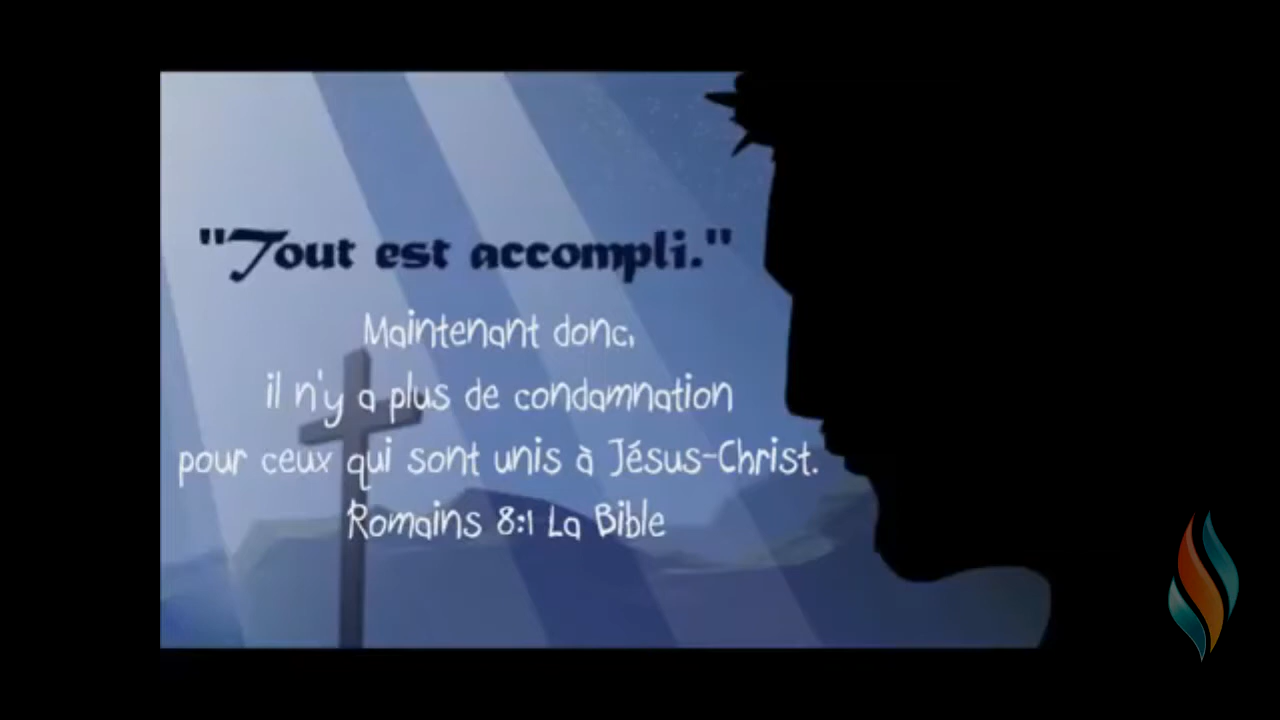 "Tout est accompli."
Maintenant donc,
il n'y a plus de condamnation
pour ceux qui sont unis à Jésus-Christ.
Romains 8:1 La Bible